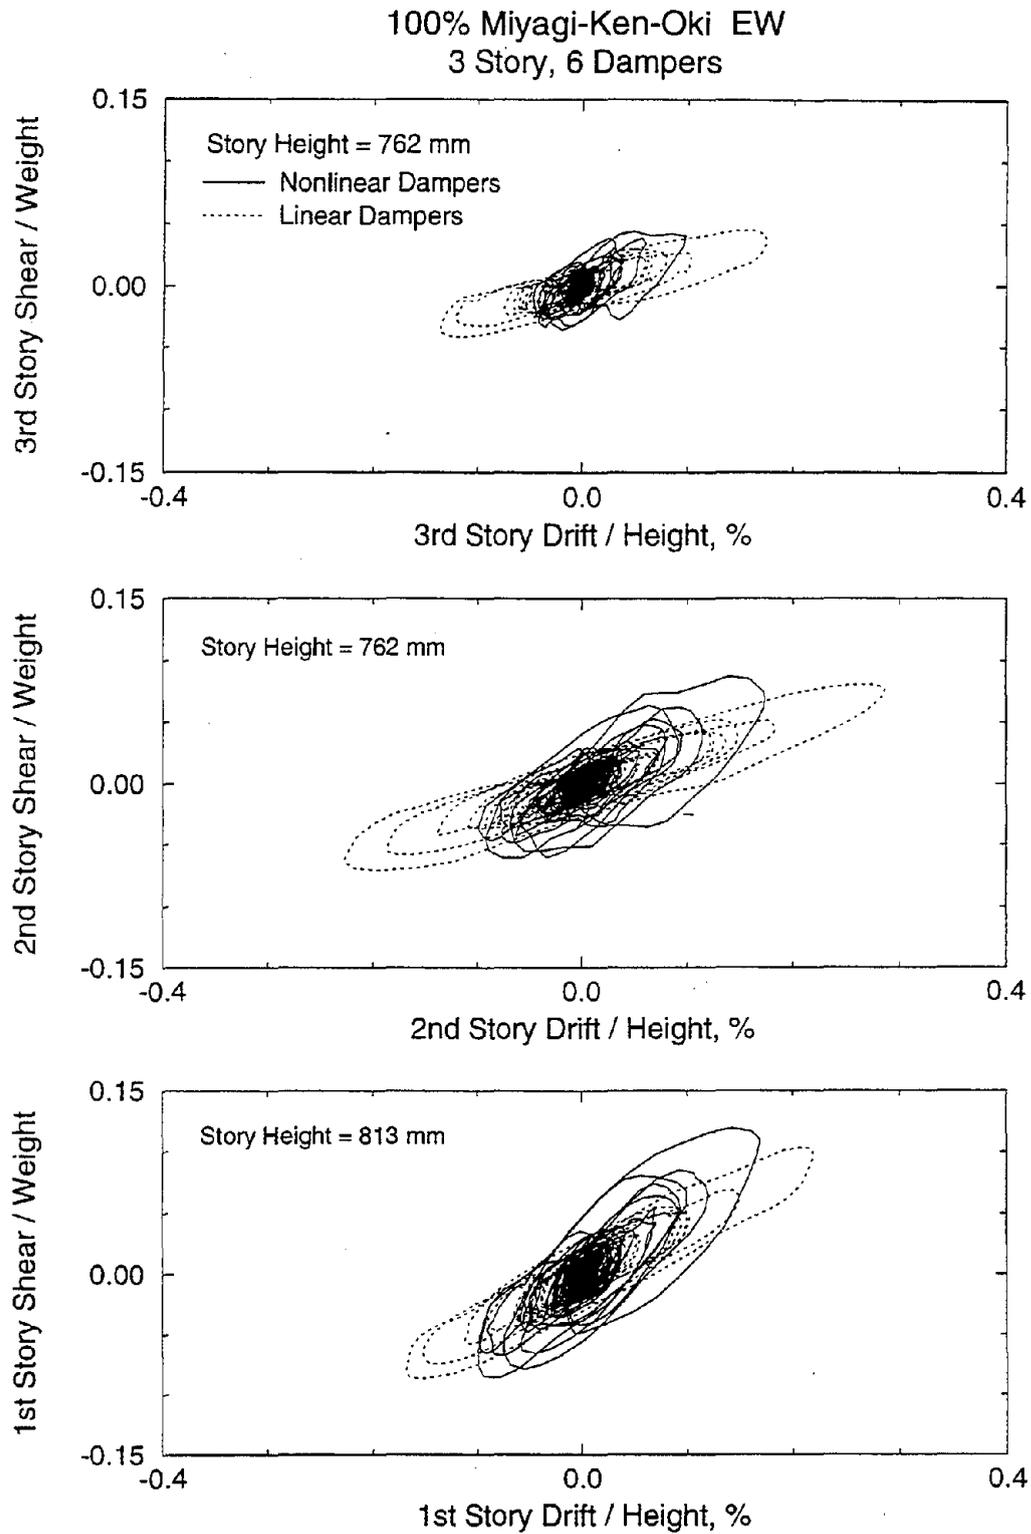 100% Miyagi-Ken-Oki EW
3 Story, 6 Dampers
0.15
Story Height = 762 mm
Nonlinear Dampers
Linear Dampers
3rd Story Shear / Weight
0.00
-0.15
-0.4 0.0 0.4
3rd Story Drift / Height, %
0.15
Story Height = 762 mm
2nd Story Shear / Weight
0.00
-0.15
-0.4 0.0 0.4
2nd Story Drift / Height, %
0.15
Story Height = 813 mm
1st Story Shear / Weight
0.00
-0.15
-0.4 0.0 0.4
1st Story Drift / Height, %